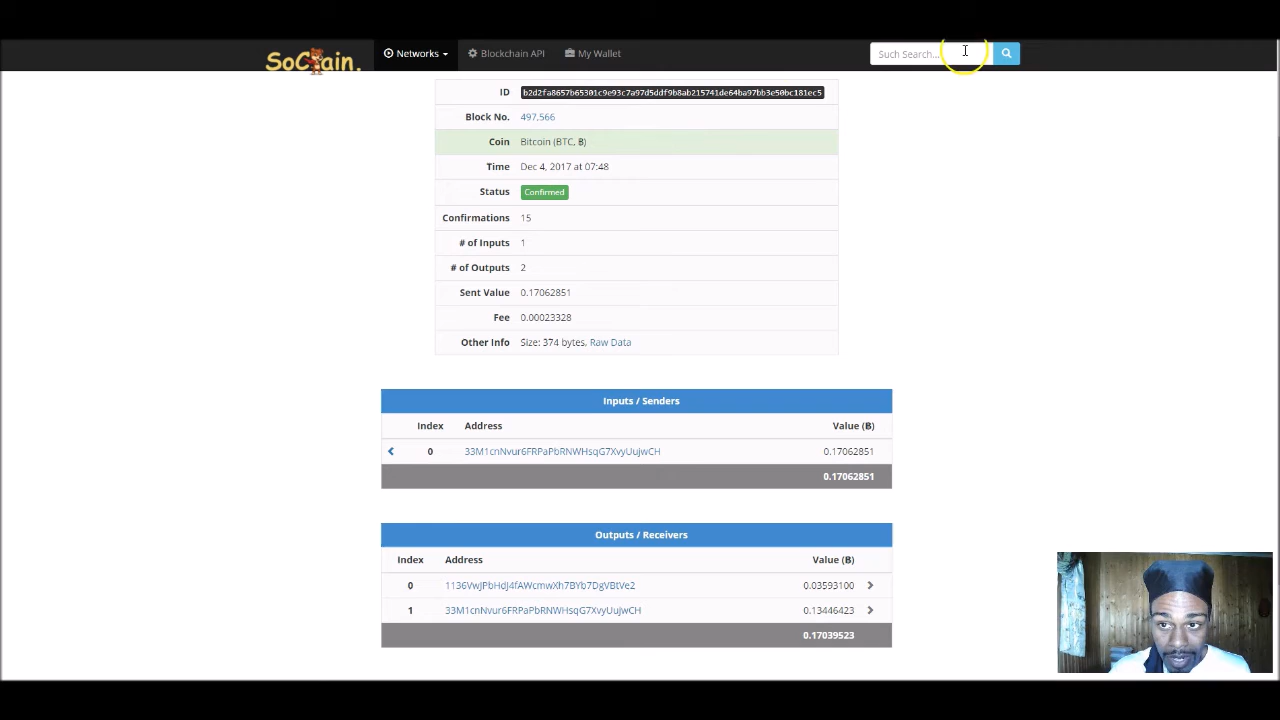 SoChain. Networks Blockchain API My Wallet Such Search...
ID b2d2fa8657b65301c9e93c7a97d5ddf9b8ab215741de64ba97bb3e50bc181ec5
Block No. 497,566
Coin Bitcoin (BTC, ฿)
Time Dec 4, 2017 at 07:48
Status Confirmed
Confirmations 15
# of Inputs 1
# of Outputs 2
Sent Value 0.17062851
Fee 0.00023328
Other Info Size: 374 bytes, Raw Data
Inputs / Senders
Index Address Value (฿)
0 33M1cnNvur6FRPaPbRNWHsqG7XvyUujwCH 0.17062851
0.17062851
Outputs / Receivers
Index Address Value (฿)
0 1136VwJPbHdJ4fAWcmwXh7BYb7DgVBtVe2 0.03593100
1 33M1cnNvur6FRPaPbRNWHsqG7XvyUujwCH 0.13446423
0.17039523